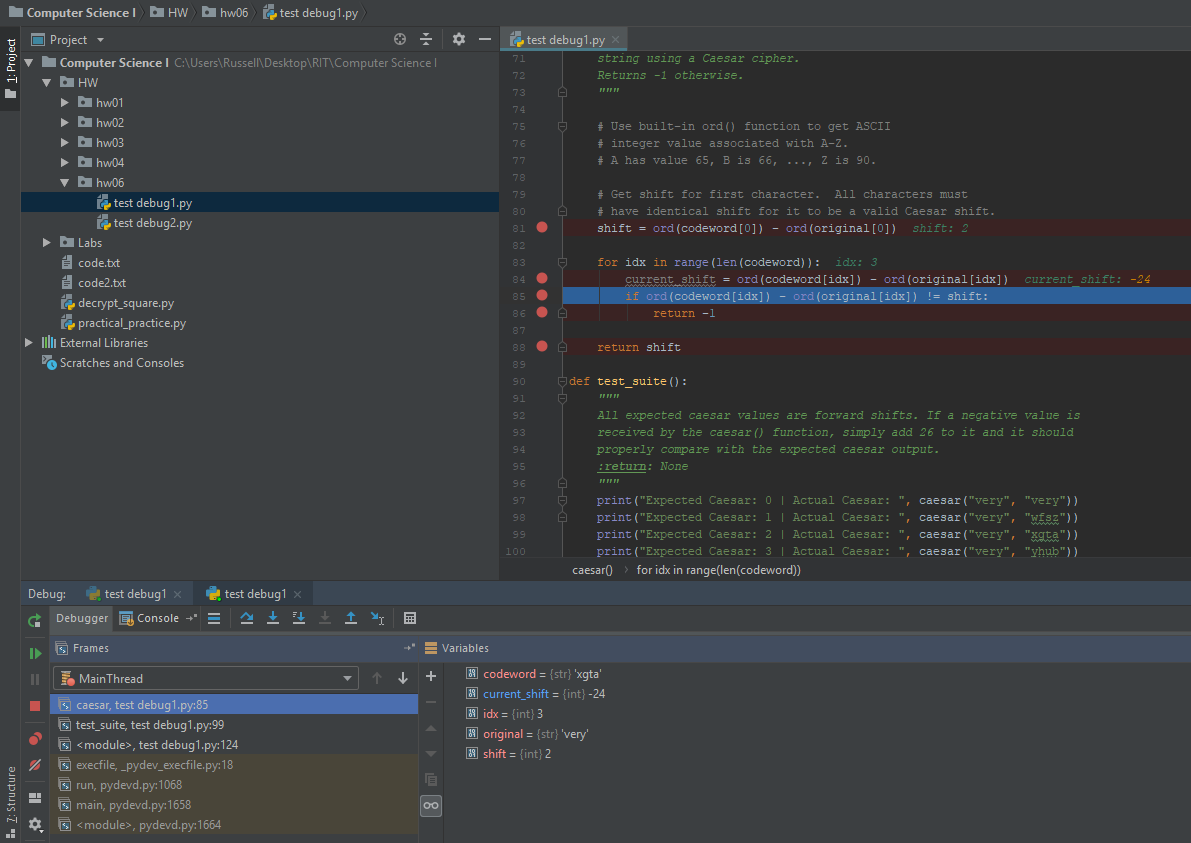 Computer Science I
HW
hw06
test debug1.py
1: Project
Project
Computer Science I C:\Users\Russell\Desktop\RIT\Computer Science I
HW
hw01
hw02
hw03
hw04
hw06
test debug1.py
test debug2.py
Labs
code.txt
code2.txt
decrypt_square.py
practical_practice.py
External Libraries
Scratches and Consoles
7: Structure
test debug1.py
71 string using a Caesar cipher.
72 Returns -1 otherwise.
73 """
74
75 # Use built-in ord() function to get ASCII
76 # integer value associated with A-Z.
77 # A has value 65, B is 66, ..., Z is 90.
78
79 # Get shift for first character.  All characters must
80 # have identical shift for it to be a valid Caesar shift.
81 shift = ord(codeword[0]) - ord(original[0])  shift: 2
82
83 for idx in range(len(codeword)):  idx: 3
84 current_shift = ord(codeword[idx]) - ord(original[idx])  current_shift: -24
85 if ord(codeword[idx]) - ord(original[idx]) != shift:
86 return -1
87
88 return shift
89
90 def test_suite():
91 """
92 All expected caesar values are forward shifts. If a negative value is
93 received by the caesar() function, simply add 26 to it and it should
94 properly compare with the expected caesar output.
95 :return: None
96 """
97 print("Expected Caesar: 0 | Actual Caesar: ", caesar("very", "very"))
98 print("Expected Caesar: 1 | Actual Caesar: ", caesar("very", "wfsz"))
99 print("Expected Caesar: 2 | Actual Caesar: ", caesar("very", "xgta"))
100 print("Expected Caesar: 3 | Actual Caesar: ", caesar("very", "yhub"))
caesar() for idx in range(len(codeword))
Debug: test debug1 test debug1
Debugger Console
Frames
MainThread
caesar, test debug1.py:85
test_suite, test debug1.py:99
<module>, test debug1.py:124
execfile, _pydev_execfile.py:18
run, pydevd.py:1068
main, pydevd.py:1658
<module>, pydevd.py:1664
Variables
codeword = {str} 'xgta'
current_shift = {int} -24
idx = {int} 3
original = {str} 'very'
shift = {int} 2